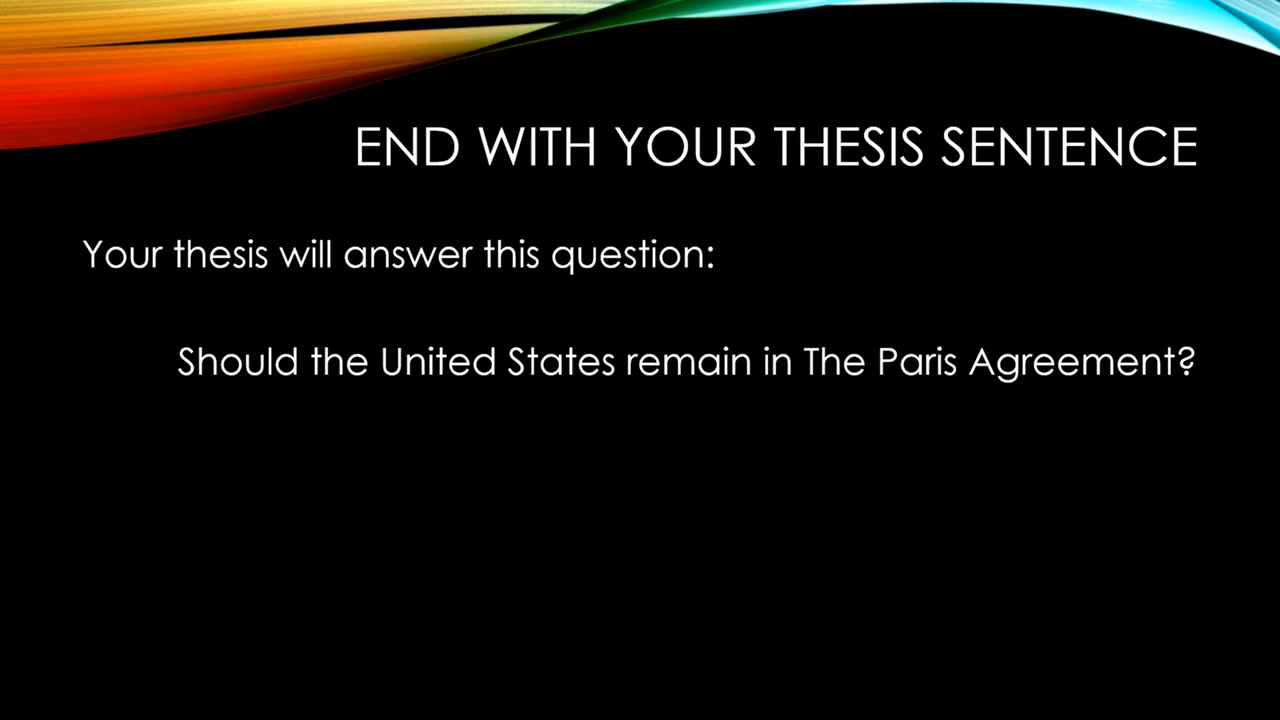 END WITH YOUR THESIS SENTENCE
Your thesis will answer this question:
Should the United States remain in The Paris Agreement?